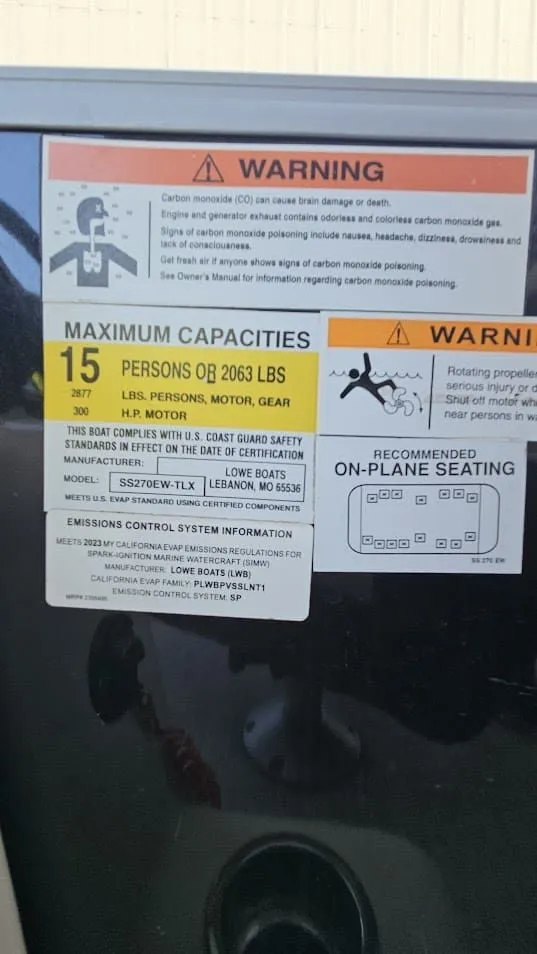 WARNING
Carbon monoxide (CO) can cause brain damage or death.
Engine and generator exhaust contains odorless and colorless carbon monoxide gas.
Signs of carbon monoxide poisoning include nausea, headache, dizziness, drowsiness and
lack of consciousness.
Get fresh air if anyone shows signs of carbon monoxide poisoning.
See Owner's Manual for information regarding carbon monoxide poisoning.
MAXIMUM CAPACITIES
15 PERSONS OR 2063 LBS
2877 LBS. PERSONS, MOTOR, GEAR
300 H.P. MOTOR
THIS BOAT COMPLIES WITH U.S. COAST GUARD SAFETY
STANDARDS IN EFFECT ON THE DATE OF CERTIFICATION
MANUFACTURER: LOWE BOATS
MODEL: SS270EW-TLX LEBANON, MO 65536
MEETS U.S. EVAP STANDARD USING CERTIFIED COMPONENTS
WARNI
Rotating propelle
serious injury or d
Shut off motor wh
near persons in wa
RECOMMENDED
ON-PLANE SEATING
SS 270 EW
EMISSIONS CONTROL SYSTEM INFORMATION
MEETS 2023 MY CALIFORNIA EVAP EMISSIONS REGULATIONS FOR
SPARK-IGNITION MARINE WATERCRAFT (SIMW)
MANUFACTURER: LOWE BOATS (LWB)
CALIFORNIA EVAP FAMILY: PLWBPVSSLNT1
EMISSION CONTROL SYSTEM: SP